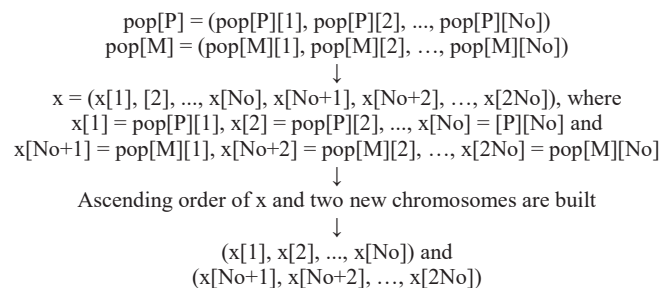 pop[P] = (pop[P][1], pop[P][2], ..., pop[P][No])
pop[M] = (pop[M][1], pop[M][2], …, pop[M][No])
↓
x = (x[1], [2], ..., x[No], x[No+1], x[No+2], …, x[2No]), where
x[1] = pop[P][1], x[2] = pop[P][2], ..., x[No] = [P][No] and
x[No+1] = pop[M][1], x[No+2] = pop[M][2], …, x[2No] = pop[M][No]
↓
Ascending order of x and two new chromosomes are built
↓
(x[1], x[2], ..., x[No]) and
(x[No+1], x[No+2], …, x[2No])